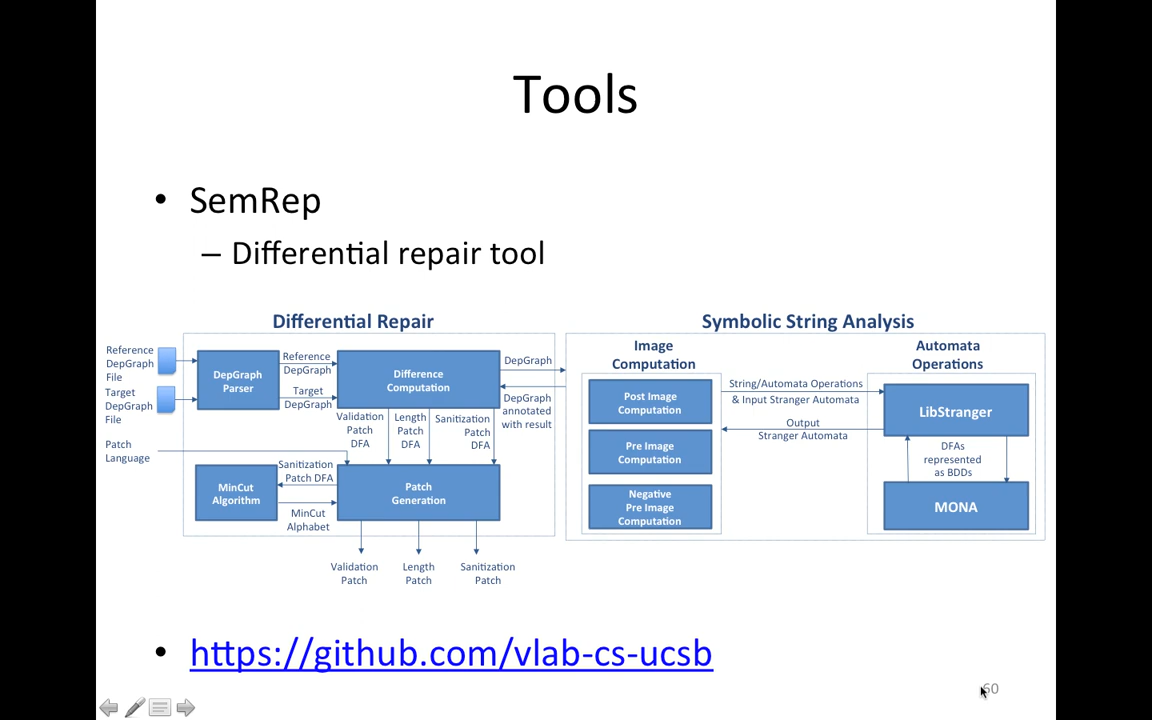 Tools
• SemRep
– Differential repair tool
Differential Repair
Reference
DepGraph
File
Target
DepGraph
File
Patch
Language
DepGraph
Parser
Reference
DepGraph
Target
DepGraph
Difference
Computation
DepGraph
DepGraph
annotated
with result
Validation
Patch
DFA
Length
Patch
DFA
Sanitization
Patch
DFA
MinCut
Algorithm
Sanitization
Patch DFA
MinCut
Alphabet
Patch
Generation
Validation
Patch
Length
Patch
Sanitization
Patch
Symbolic String Analysis
Image
Computation
Post Image
Computation
Pre Image
Computation
Negative
Pre Image
Computation
String/Automata Operations
& Input Stranger Automata
Output
Stranger Automata
Automata
Operations
LibStranger
DFAs
represented
as BDDs
MONA
• https://github.com/vlab-cs-ucsb
60